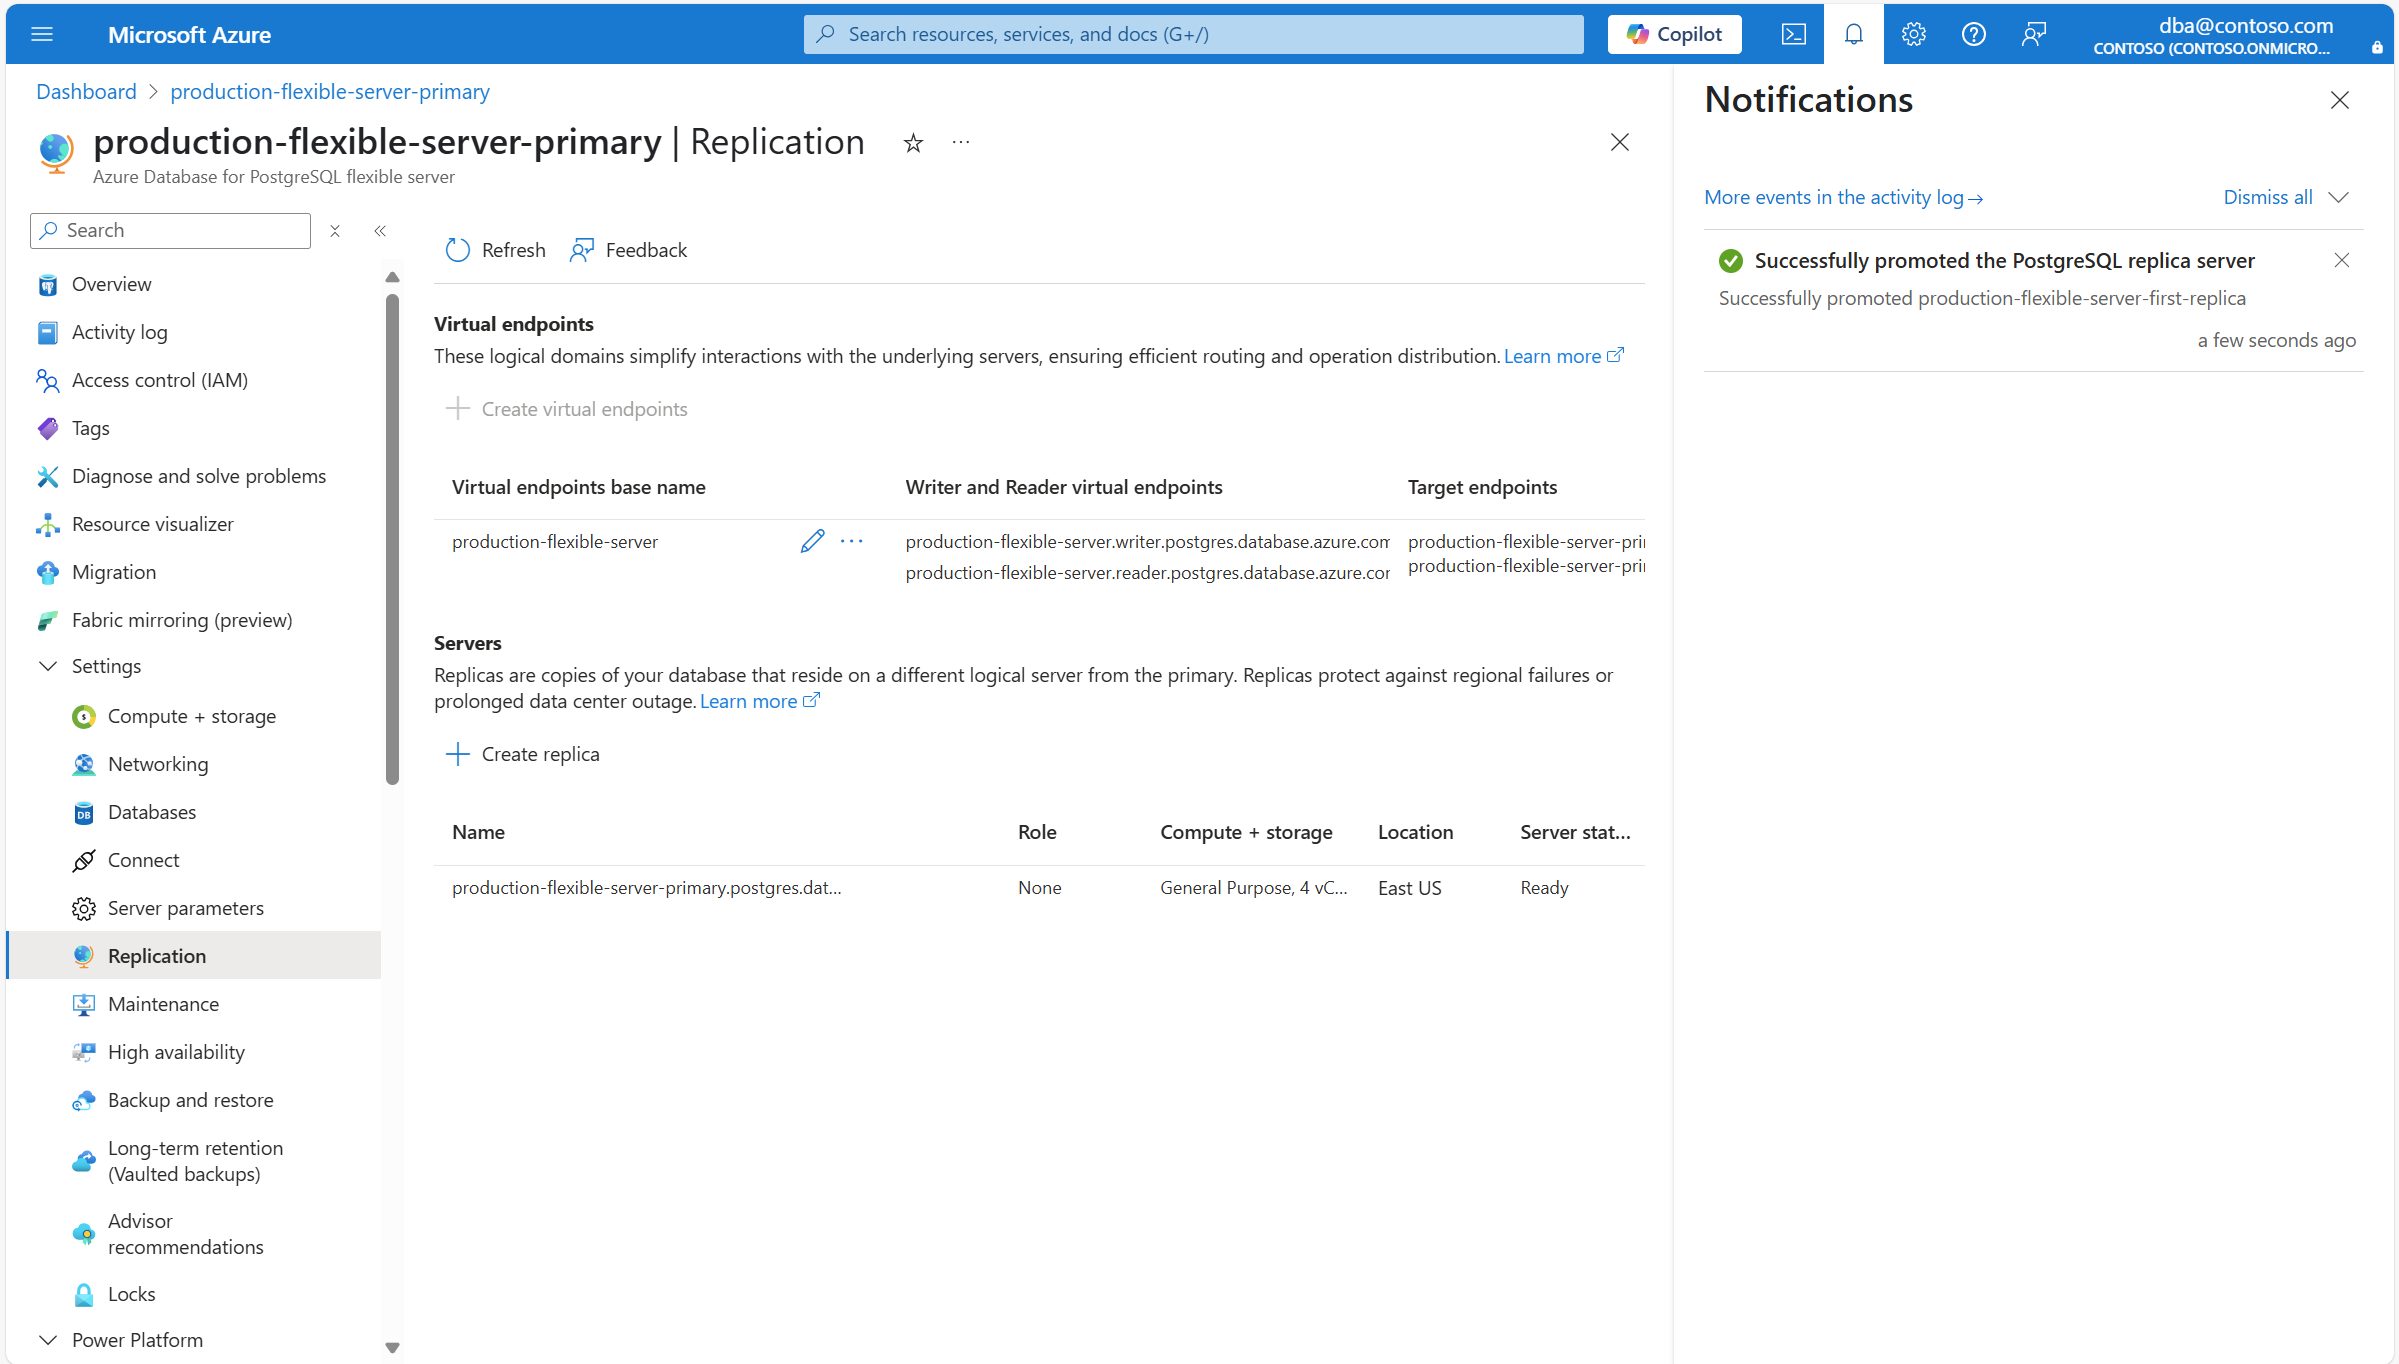 Microsoft Azure
Search resources, services, and docs (G+/)
Copilot
dba@contoso.com
CONTOSO (CONTOSO.ONMICRO...
Dashboard > production-flexible-server-primary
production-flexible-server-primary | Replication
Azure Database for PostgreSQL flexible server
Search
Overview
Activity log
Access control (IAM)
Tags
Diagnose and solve problems
Resource visualizer
Migration
Fabric mirroring (preview)
Settings
Compute + storage
Networking
Databases
Connect
Server parameters
Replication
Maintenance
High availability
Backup and restore
Long-term retention
(Vaulted backups)
Advisor
recommendations
Locks
Power Platform
Refresh
Feedback
Virtual endpoints
These logical domains simplify interactions with the underlying servers, ensuring efficient routing and operation distribution. Learn more
Create virtual endpoints
Virtual endpoints base name
Writer and Reader virtual endpoints
Target endpoints
production-flexible-server
production-flexible-server.writer.postgres.database.azure.com
production-flexible-server-pri
production-flexible-server.reader.postgres.database.azure.cor
production-flexible-server-pri
Servers
Replicas are copies of your database that reside on a different logical server from the primary. Replicas protect against regional failures or
prolonged data center outage. Learn more
Create replica
Name
Role
Compute + storage
Location
Server stat...
production-flexible-server-primary.postgres.dat...
None
General Purpose, 4 vC...
East US
Ready
Notifications
More events in the activity log →
Dismiss all
Successfully promoted the PostgreSQL replica server
Successfully promoted production-flexible-server-first-replica
a few seconds ago